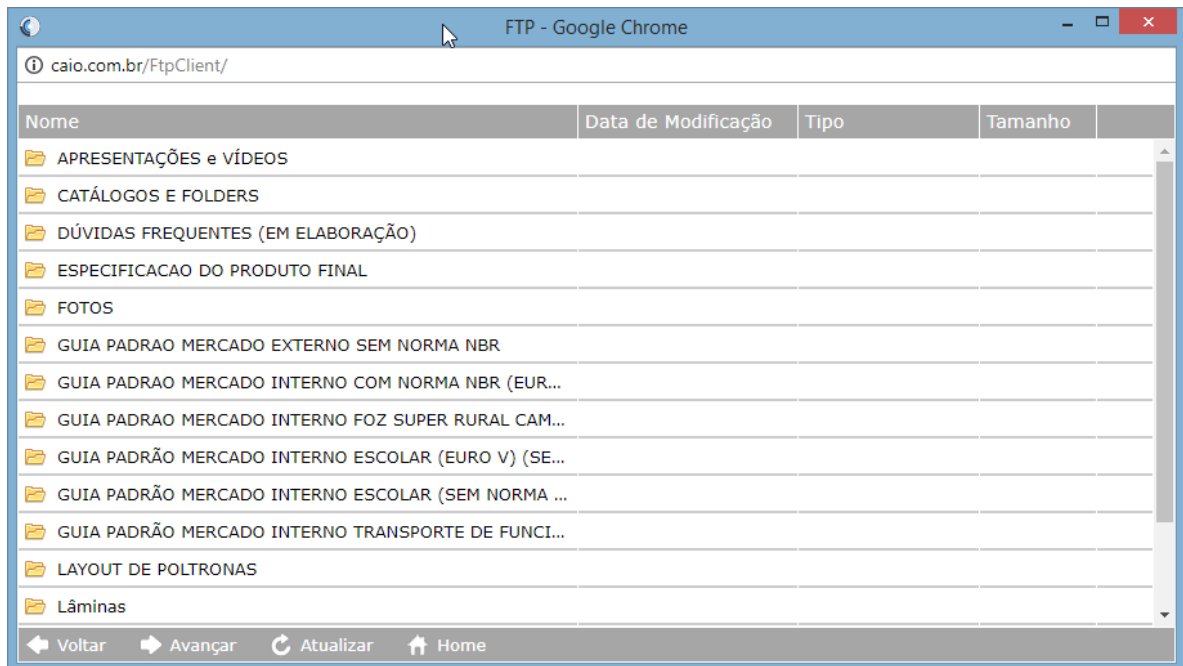 FTP - Google Chrome
caio.com.br/FtpClient/
Nome Data de Modificação Tipo Tamanho
APRESENTAÇÕES e VÍDEOS
CATÁLOGOS E FOLDERS
DÚVIDAS FREQUENTES (EM ELABORAÇÃO)
ESPECIFICACAO DO PRODUTO FINAL
FOTOS
GUIA PADRAO MERCADO EXTERNO SEM NORMA NBR
GUIA PADRAO MERCADO INTERNO COM NORMA NBR (EUR...
GUIA PADRAO MERCADO INTERNO FOZ SUPER RURAL CAM...
GUIA PADRÃO MERCADO INTERNO ESCOLAR (EURO V) (SE...
GUIA PADRÃO MERCADO INTERNO ESCOLAR (SEM NORMA ...
GUIA PADRÃO MERCADO INTERNO TRANSPORTE DE FUNCI...
LAYOUT DE POLTRONAS
Lâminas
Voltar Avançar Atualizar Home